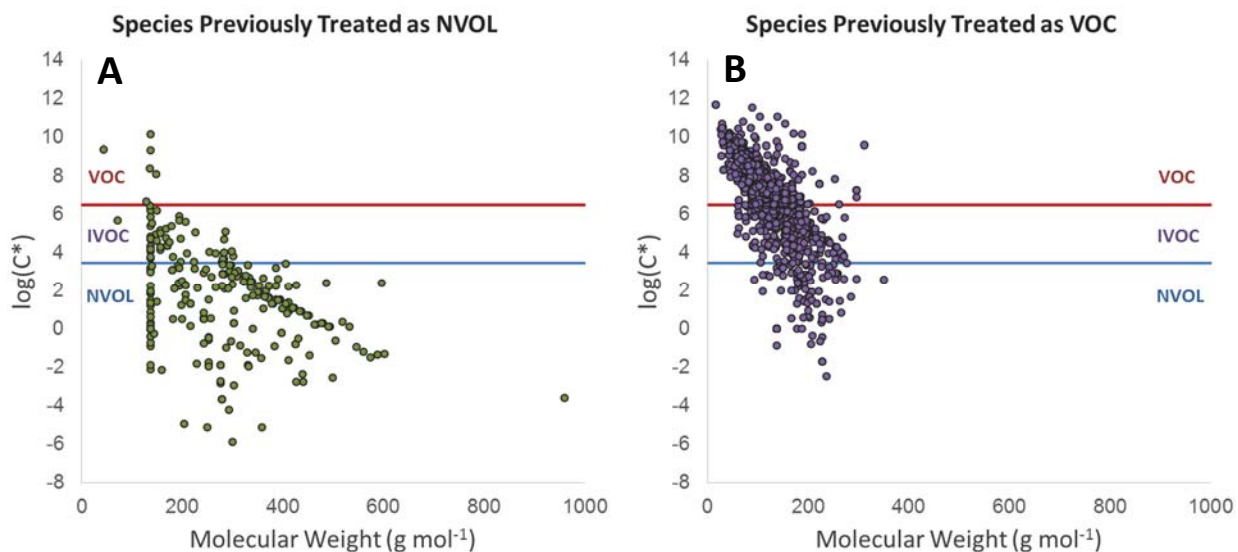 Species Previously Treated as NVOL
A
14
12
10
8
6
4
2
0
-2
-4
-6
-8
log(C*)
VOC
IVOC
NVOL
0 200 400 600 800 1000
Molecular Weight (g mol⁻¹)
Species Previously Treated as VOC
B
14
12
10
8
6
4
2
0
-2
-4
-6
-8
log(C*)
VOC
IVOC
NVOL
0 200 400 600 800 1000
Molecular Weight (g mol⁻¹)